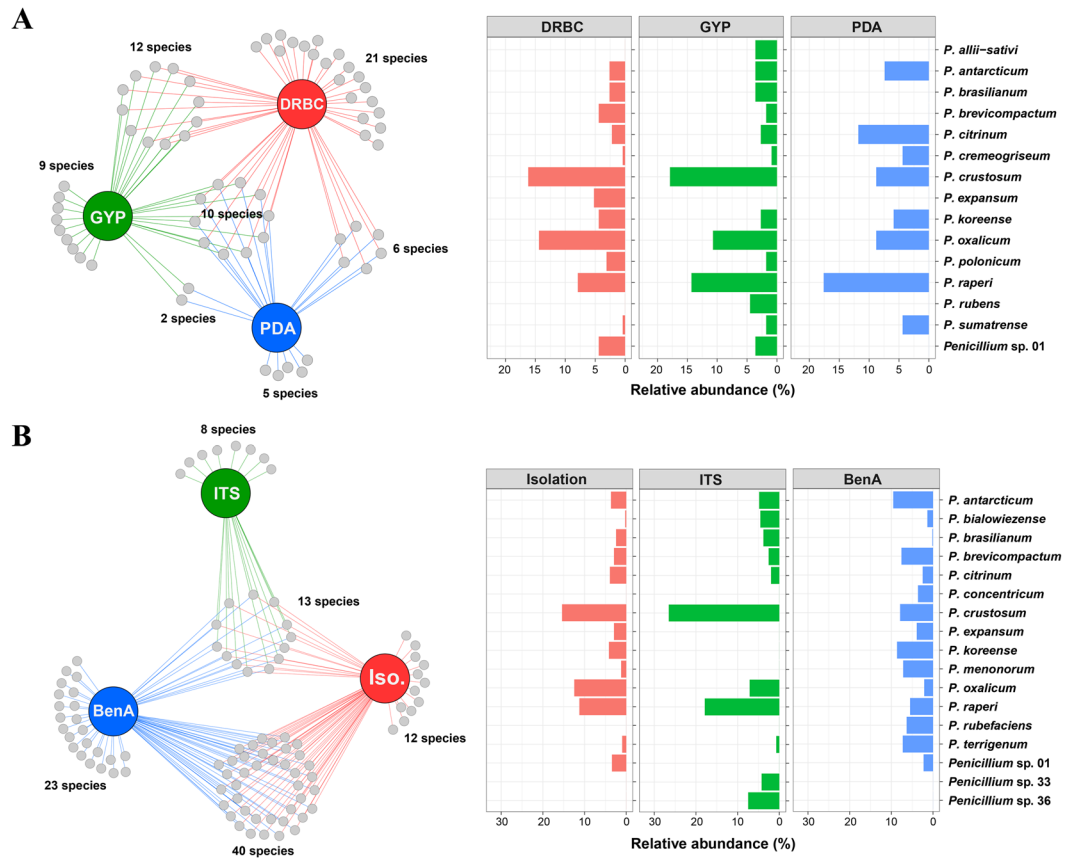 A
12 species
21 species
DRBC
9 species
GYP
10 species
6 species
2 species
PDA
5 species
DRBC GYP PDA
P. allii−sativi
P. antarcticum
P. brasilianum
P. brevicompactum
P. citrinum
P. cremeogriseum
P. crustosum
P. expansum
P. koreense
P. oxalicum
P. polonicum
P. raperi
P. rubens
P. sumatrense
Penicillium sp. 01
20 15 10 5 0 20 15 10 5 0 20 15 10 5 0
Relative abundance (%)
B
8 species
ITS
13 species
Iso.
BenA
12 species
23 species
40 species
Isolation ITS BenA
P. antarcticum
P. bialowiezense
P. brasilianum
P. brevicompactum
P. citrinum
P. concentricum
P. crustosum
P. expansum
P. koreense
P. menonorum
P. oxalicum
P. raperi
P. rubefaciens
P. terrigenum
Penicillium sp. 01
Penicillium sp. 33
Penicillium sp. 36
30 20 10 0 30 20 10 0 30 20 10 0
Relative abundance (%)